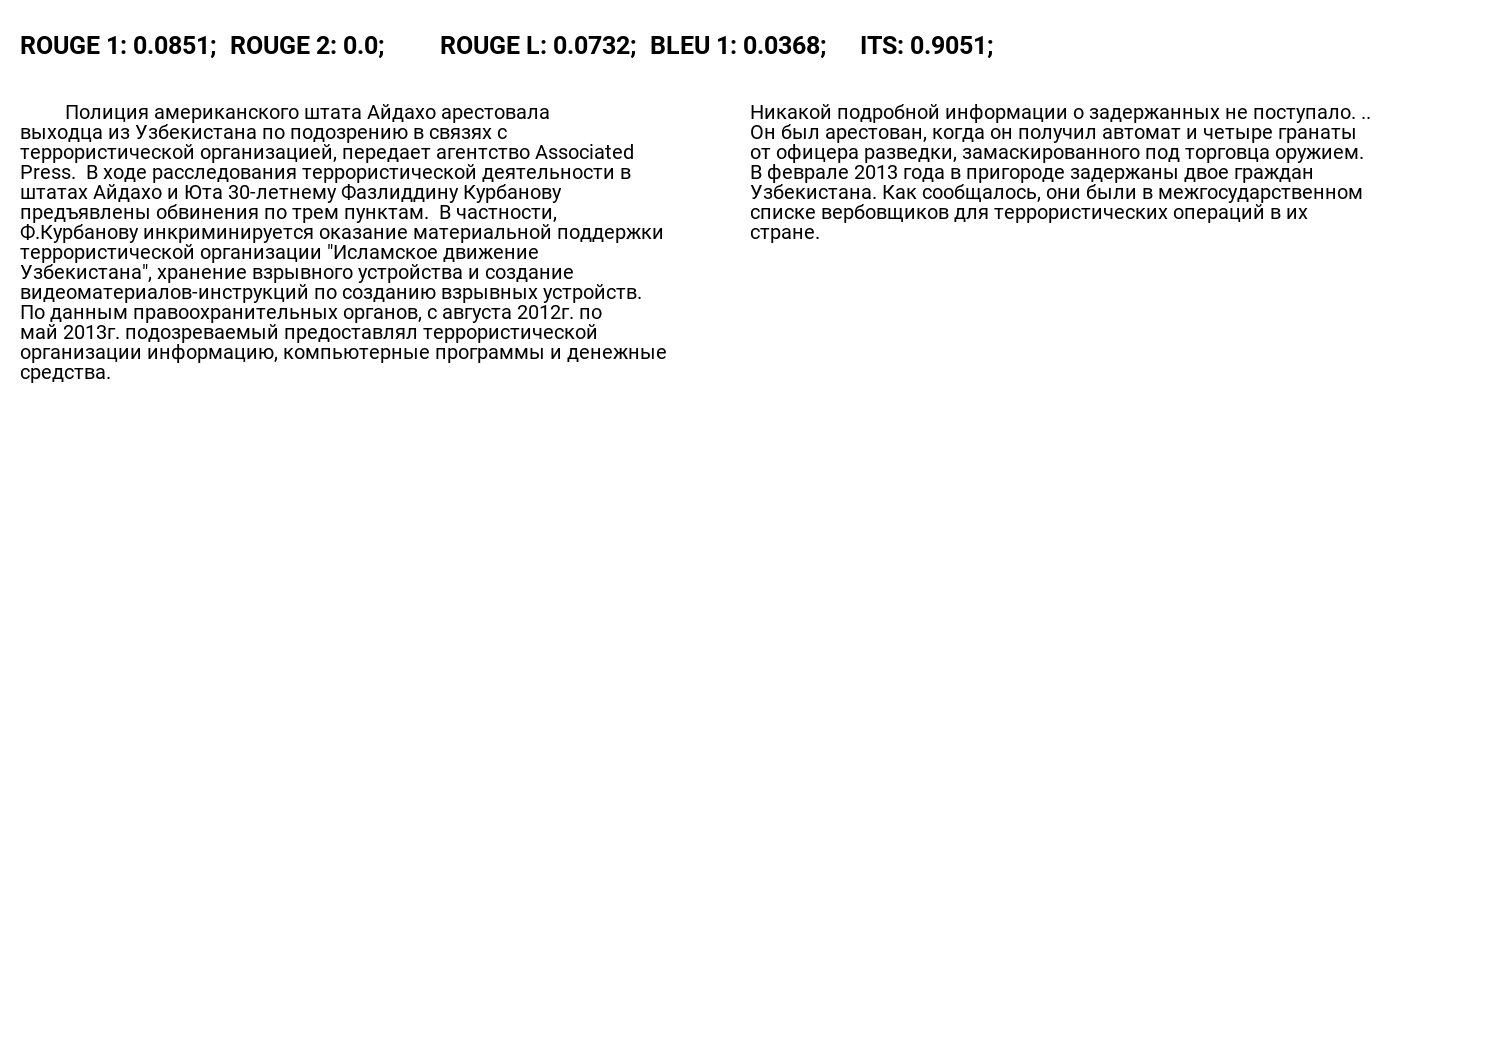 ROUGE 1: 0.0851; ROUGE 2: 0.0; ROUGE L: 0.0732; BLEU 1: 0.0368; ITS: 0.9051;
Полиция американского штата Айдахо арестовала
выходца из Узбекистана по подозрению в связях с
террористической организацией, передает агентство Associated
Press. В ходе расследования террористической деятельности в
штатах Айдахо и Юта 30-летнему Фазлиддину Курбанову
предъявлены обвинения по трем пунктам. В частности,
Ф.Курбанову инкриминируется оказание материальной поддержки
террористической организации "Исламское движение
Узбекистана", хранение взрывного устройства и создание
видеоматериалов-инструкций по созданию взрывных устройств.
По данным правоохранительных органов, с августа 2012г. по
май 2013г. подозреваемый предоставлял террористической
организации информацию, компьютерные программы и денежные
средства.
Никакой подробной информации о задержанных не поступало. ..
Он был арестован, когда он получил автомат и четыре гранаты
от офицера разведки, замаскированного под торговца оружием.
В феврале 2013 года в пригороде задержаны двое граждан
Узбекистана. Как сообщалось, они были в межгосударственном
списке вербовщиков для террористических операций в их
стране.